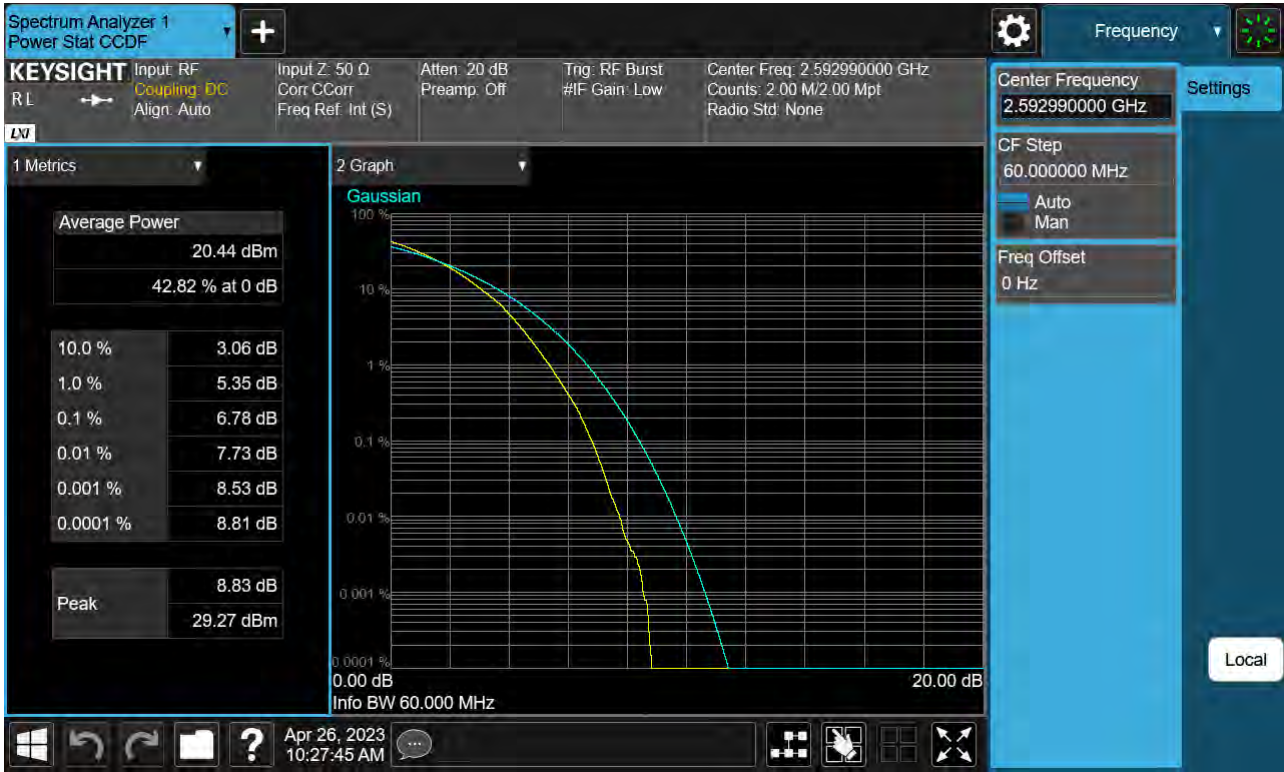 Spectrum Analyzer 1
Power Stat CCDF
Frequency
KEYSIGHT
RL
LXI
Input: RF
Coupling: DC
Align: Auto
Input Z: 50 Ω
Corr CCorr
Freq Ref: Int (S)
Atten: 20 dB
Preamp: Off
Trig: RF Burst
#IF Gain: Low
Center Freq: 2.592990000 GHz
Counts: 2.00 M/2.00 Mpt
Radio Std: None
Center Frequency
2.592990000 GHz
Settings
CF Step
60.000000 MHz
Auto
Man
Freq Offset
0 Hz
Local
1 Metrics
Average Power
20.44 dBm
42.82 % at 0 dB
10.0 % 3.06 dB
1.0 % 5.35 dB
0.1 % 6.78 dB
0.01 % 7.73 dB
0.001 % 8.53 dB
0.0001 % 8.81 dB
Peak
8.83 dB
29.27 dBm
2 Graph
Gaussian
100 %
10 %
1 %
0.1 %
0.01 %
0.001 %
0.0001 %
0.00 dB 20.00 dB
Info BW 60.000 MHz
Apr 26, 2023
10:27:45 AM